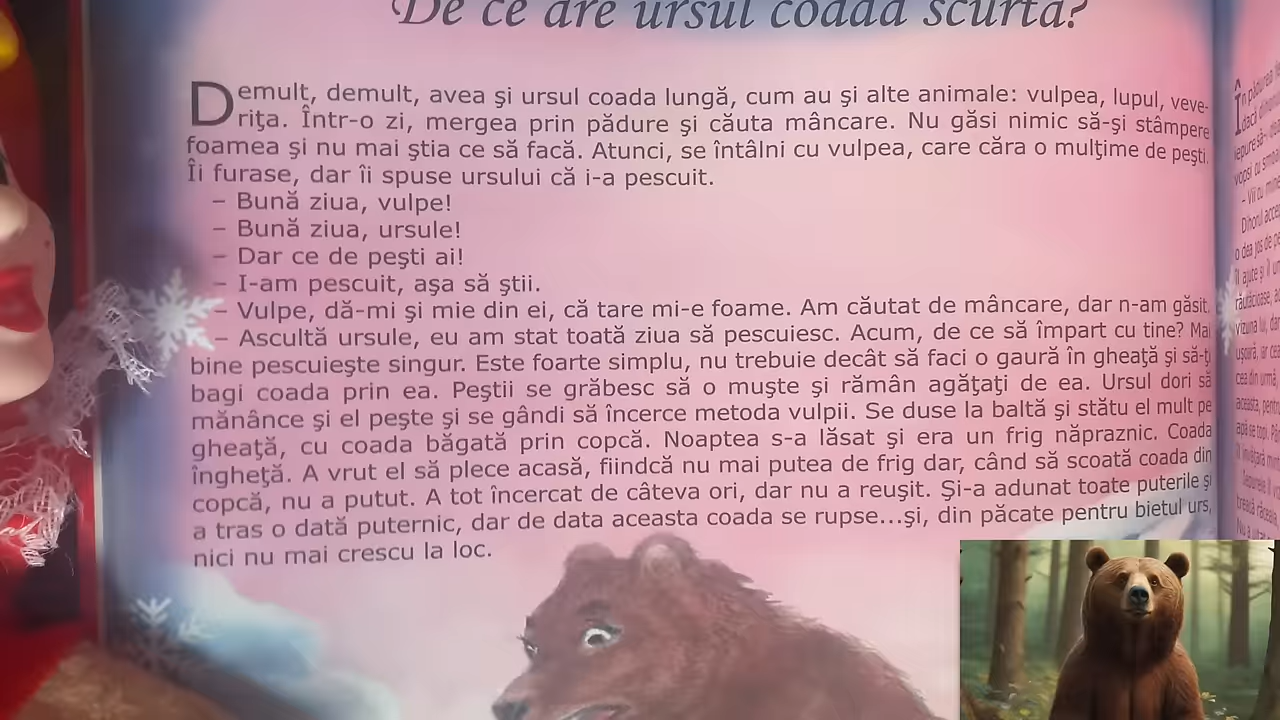 De ce are ursul coada scurtă?
Demult, demult, avea şi ursul coada lungă, cum au şi alte animale: vulpea, lupul, veve-
riţa. Într-o zi, mergea prin pădure şi căuta mâncare. Nu găsi nimic să-şi stâmpere
foamea şi nu mai ştia ce să facă. Atunci, se întâlni cu vulpea, care căra o mulţime de peşti.
Îi furase, dar îi spuse ursului că i-a pescuit.
– Bună ziua, vulpe!
– Bună ziua, ursule!
– Dar ce de peşti ai!
– I-am pescuit, aşa să ştii.
– Vulpe, dă-mi şi mie din ei, că tare mi-e foame. Am căutat de mâncare, dar n-am găsit.
– Ascultă ursule, eu am stat toată ziua să pescuiesc. Acum, de ce să împart cu tine? Mai
bine pescuieşte singur. Este foarte simplu, nu trebuie decât să faci o gaură în gheaţă şi să-ţi
bagi coada prin ea. Peştii se grăbesc să o muşte şi rămân agăţaţi de ea. Ursul dori să
mănânce şi el peşte şi se gândi să încerce metoda vulpii. Se duse la baltă şi stătu el mult pe
gheaţă, cu coada băgată prin copcă. Noaptea s-a lăsat şi era un frig năpraznic. Coada
îngheţă. A vrut el să plece acasă, fiindcă nu mai putea de frig dar, când să scoată coada din
copcă, nu a putut. A tot încercat de câteva ori, dar nu a reuşit. Şi-a adunat toate puterile şi
a tras o dată puternic, dar de data aceasta coada se rupse...şi, din păcate pentru bietul urs,
nici nu mai crescu la loc.